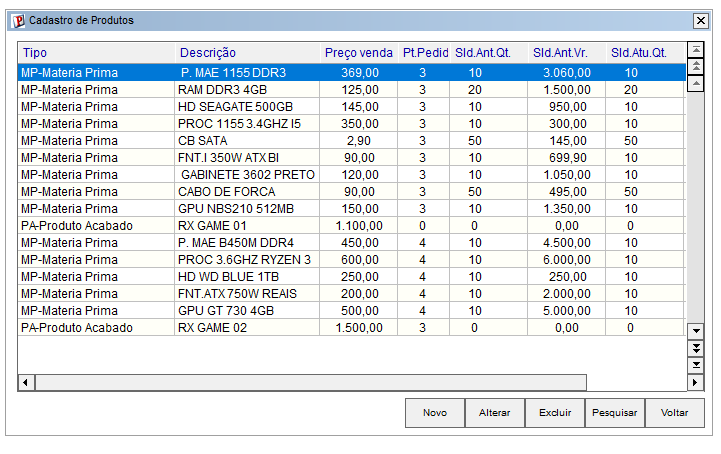 Cadastro de Produtos
Tipo Descrição Preço venda Pt.Pedid Sld.Ant.Qt. Sld.Ant.Vr. Sld.Atu.Qt.
MP-Materia Prima P. MAE 1155 DDR3 369,00 3 10 3.060,00 10
MP-Materia Prima RAM DDR3 4GB 125,00 3 20 1.500,00 20
MP-Materia Prima HD SEAGATE 500GB 145,00 3 10 950,00 10
MP-Materia Prima PROC 1155 3.4GHZ I5 350,00 3 10 300,00 10
MP-Materia Prima CB SATA 2,90 3 50 145,00 50
MP-Materia Prima FNT.I 350W ATX BI 90,00 3 10 699,90 10
MP-Materia Prima GABINETE 3602 PRETO 120,00 3 10 1.050,00 10
MP-Materia Prima CABO DE FORCA 90,00 3 50 495,00 50
MP-Materia Prima GPU NBS210 512MB 150,00 3 10 1.350,00 10
PA-Produto Acabado RX GAME 01 1.100,00 0 0 0,00 0
MP-Materia Prima P. MAE B450M DDR4 450,00 4 10 4.500,00 10
MP-Materia Prima PROC 3.6GHZ RYZEN 3 600,00 4 10 6.000,00 10
MP-Materia Prima HD WD BLUE 1TB 250,00 4 10 250,00 10
MP-Materia Prima FNT.ATX 750W REAIS 200,00 4 10 2.000,00 10
MP-Materia Prima GPU GT 730 4GB 500,00 4 10 5.000,00 10
PA-Produto Acabado RX GAME 02 1.500,00 3 0 0,00 0
Novo Alterar Excluir Pesquisar Voltar